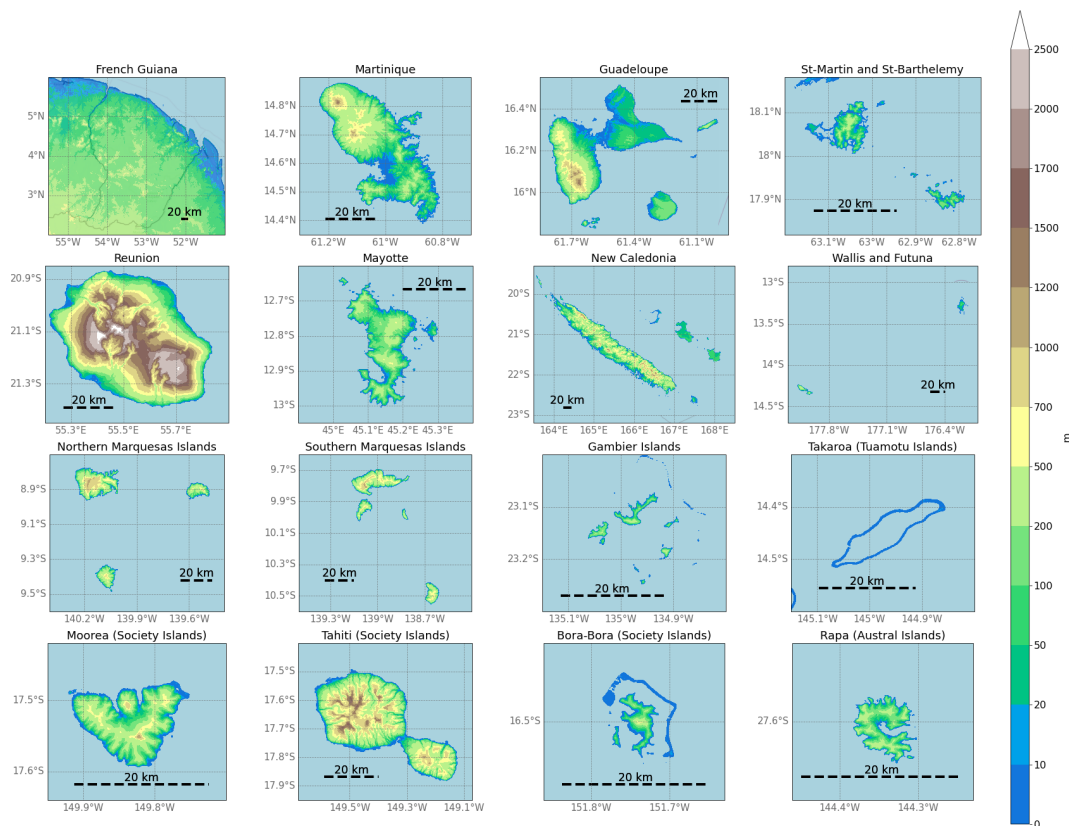 French Guiana
5°N
4°N
3°N
20 km
55°W 54°W 53°W 52°W
Martinique
14.8°N
14.7°N
14.6°N
14.5°N
14.4°N
20 km
61.2°W 61°W 60.8°W
Guadeloupe
20 km
16.4°N
16.2°N
16°N
61.7°W 61.4°W 61.1°W
St-Martin and St-Barthelemy
18.1°N
18°N
17.9°N
20 km
63.1°W 63°W 62.9°W 62.8°W
Reunion
20.9°S
21.1°S
21.3°S
20 km
55.3°E 55.5°E 55.7°E
Mayotte
20 km
12.7°S
12.8°S
12.9°S
13°S
45°E 45.1°E 45.2°E 45.3°E
New Caledonia
20°S
21°S
22°S
23°S
20 km
164°E 165°E 166°E 167°E 168°E
Wallis and Futuna
13°S
13.5°S
14°S
14.5°S
20 km
177.8°W 177.1°W 176.4°W
Northern Marquesas Islands
8.9°S
9.1°S
9.3°S
9.5°S
20 km
140.2°W 139.9°W 139.6°W
Southern Marquesas Islands
9.7°S
9.9°S
10.1°S
10.3°S
10.5°S
20 km
139.3°W 139°W 138.7°W
Gambier Islands
23.1°S
23.2°S
20 km
135.1°W 135°W 134.9°W
Takaroa (Tuamotu Islands)
14.4°S
14.5°S
20 km
145.1°W 145°W 144.9°W
Moorea (Society Islands)
17.5°S
17.6°S
20 km
149.9°W 149.8°W
Tahiti (Society Islands)
17.5°S
17.6°S
17.7°S
17.8°S
17.9°S
20 km
149.5°W 149.3°W 149.1°W
Bora-Bora (Society Islands)
16.5°S
20 km
151.8°W 151.7°W
Rapa (Austral Islands)
27.6°S
20 km
144.4°W 144.3°W
2500
2000
1700
1500
1200
1000
700
500
200
100
50
20
10
0
m